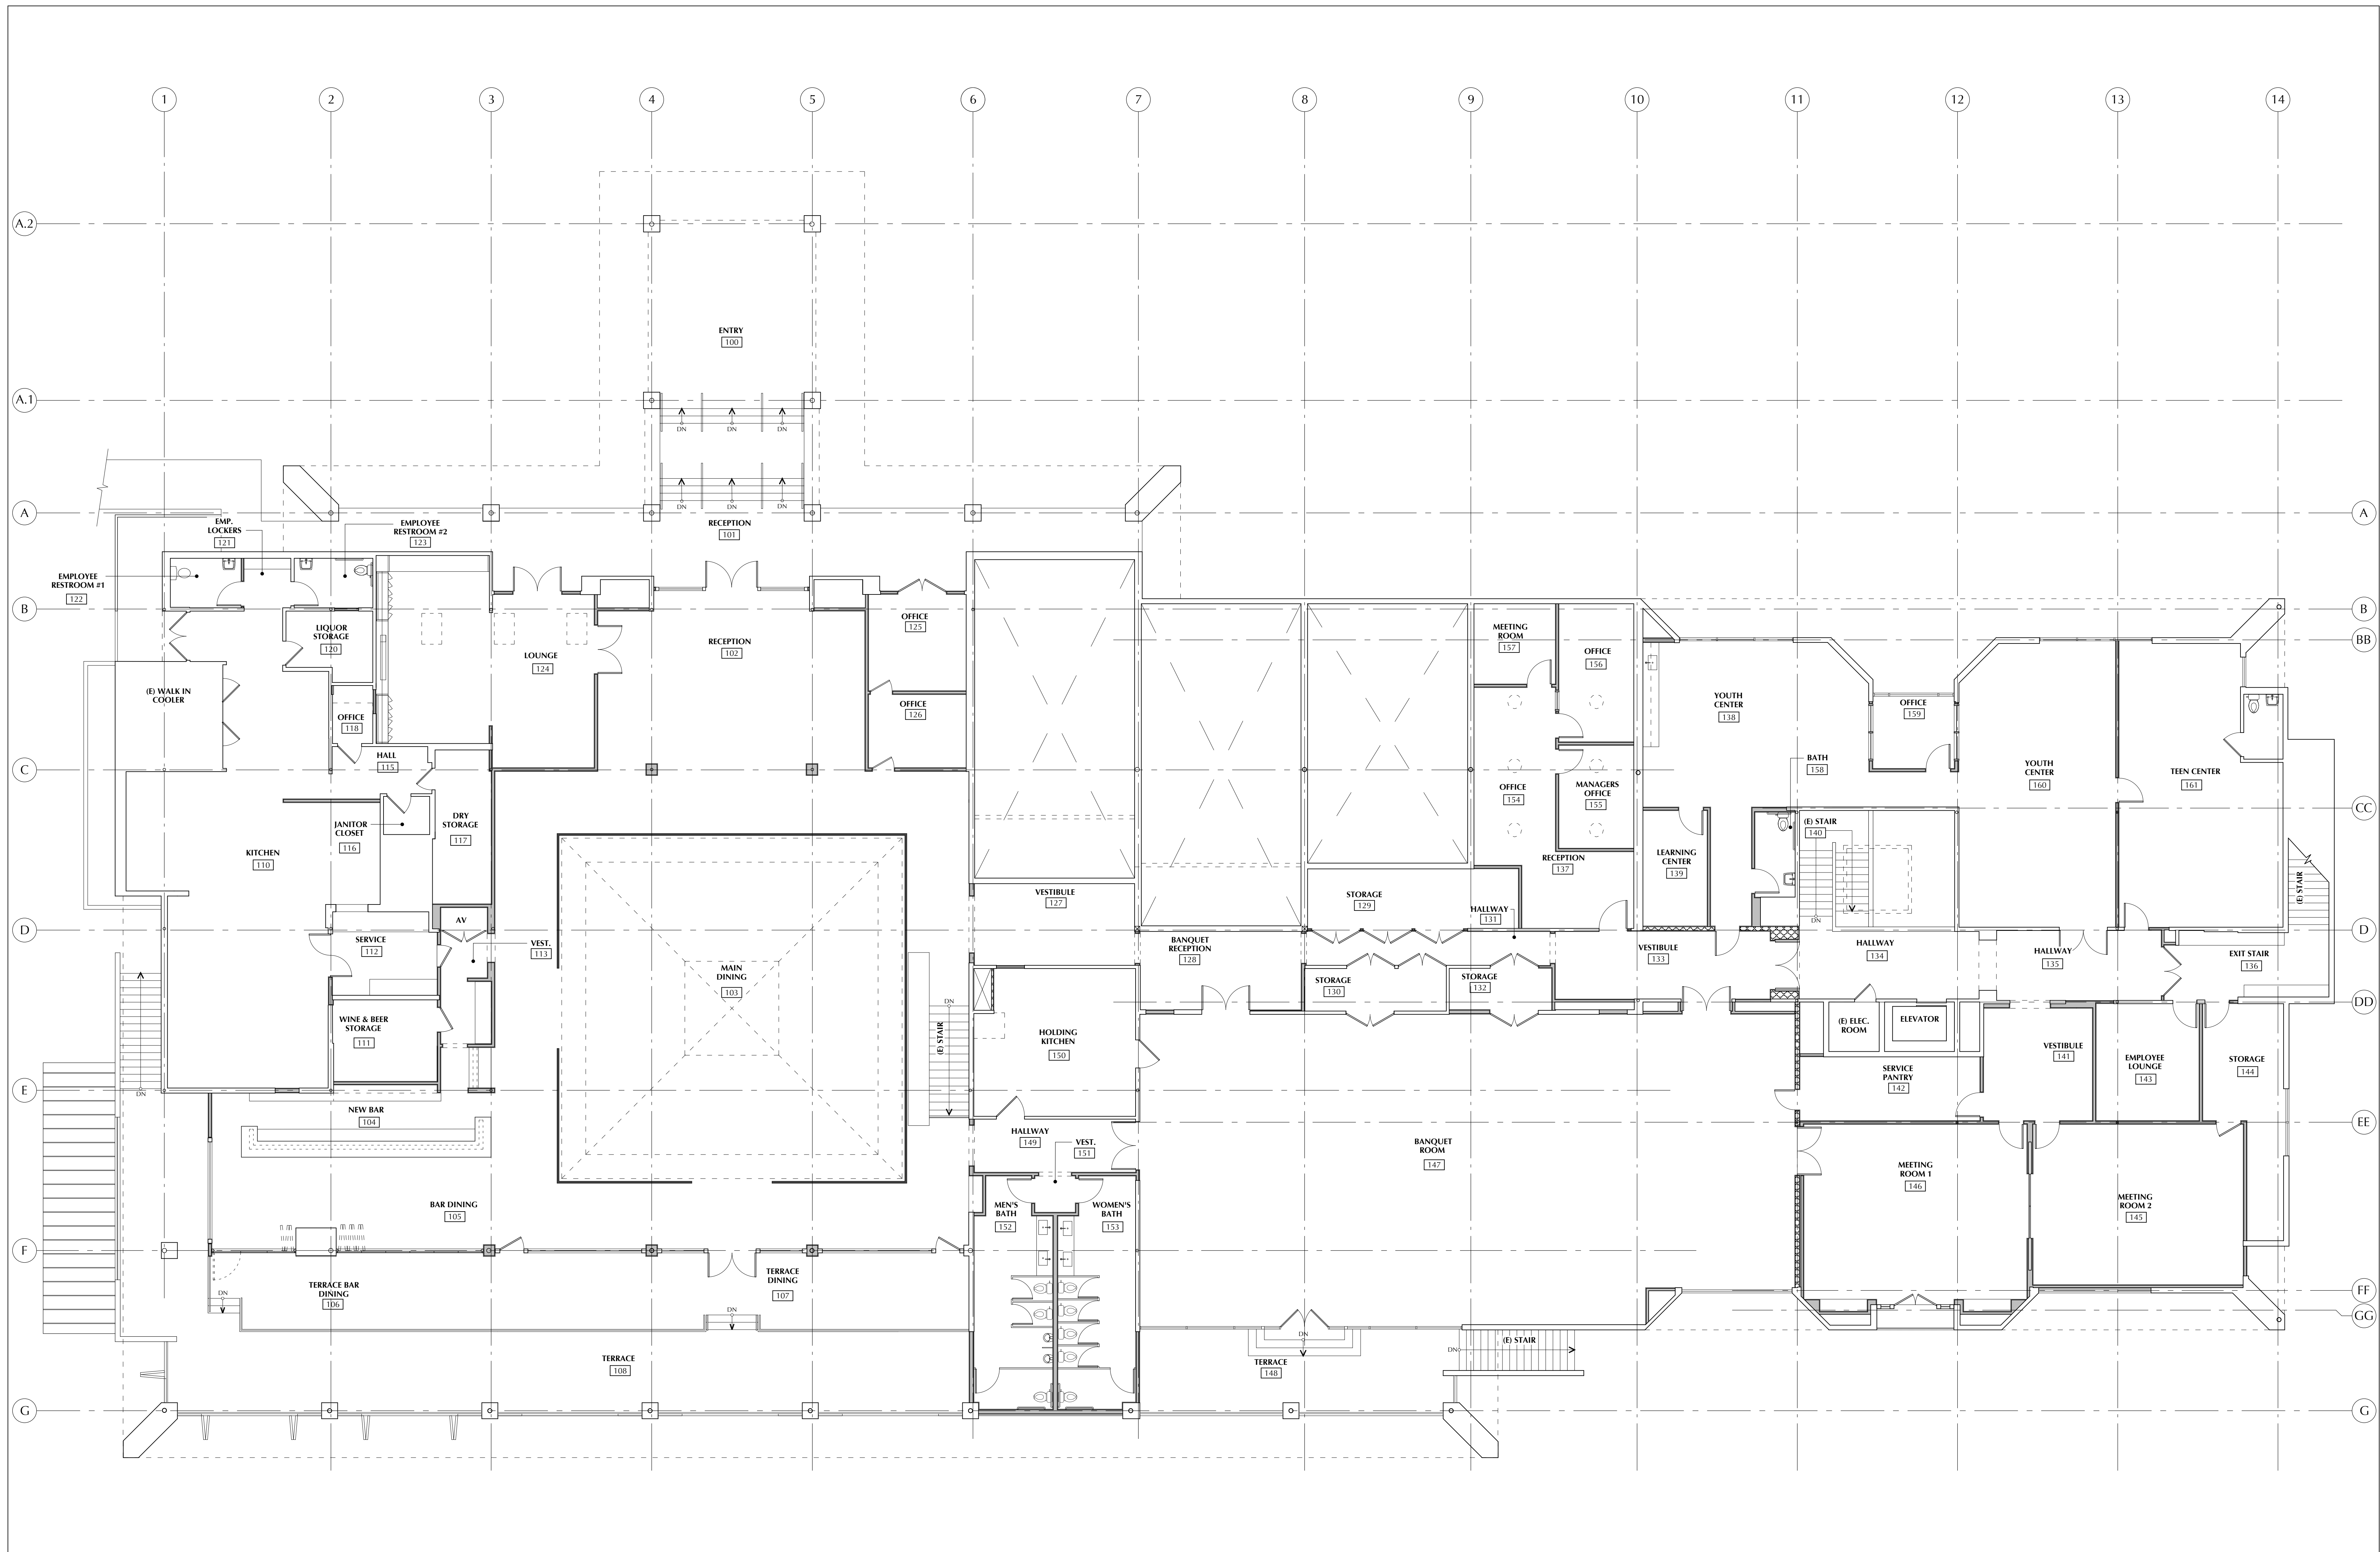 1
2
3
4
5
6
7
8
9
10
11
12
13
14
A.2
ENTRY
100
A.1
DN
DN
DN
A
DN
DN
DN
A
RECEPTION
101
EMP.
LOCKERS
121
EMPLOYEE
RESTROOM #2
123
EMPLOYEE
RESTROOM #1
122
B
B
LIQUOR
STORAGE
120
LOUNGE
124
RECEPTION
102
OFFICE
125
MEETING
ROOM
157
OFFICE
156
BB
(E) WALK IN
COOLER
OFFICE
118
OFFICE
126
YOUTH
CENTER
138
OFFICE
159
HALL
115
C
BATH
158
YOUTH
CENTER
160
TEEN CENTER
161
OFFICE
154
MANAGERS
OFFICE
155
CC
JANITOR
CLOSET
116
DRY
STORAGE
117
KITCHEN
110
(E) STAIR
140
LEARNING
CENTER
139
RECEPTION
137
VESTIBULE
127
STORAGE
129
HALLWAY
131
(E) STAIR
AV
DN
D
D
SERVICE
112
VEST.
113
BANQUET
RECEPTION
128
VESTIBULE
133
HALLWAY
134
HALLWAY
135
EXIT STAIR
136
MAIN
DINING
103
STORAGE
130
STORAGE
132
DN
DD
WINE & BEER
STORAGE
111
(E) STAIR
HOLDING
KITCHEN
150
(E) ELEC.
ROOM
ELEVATOR
VESTIBULE
141
EMPLOYEE
LOUNGE
143
STORAGE
144
SERVICE
PANTRY
142
E
DN
NEW BAR
104
EE
HALLWAY
149
VEST.
151
BANQUET
ROOM
147
MEETING
ROOM 1
146
BAR DINING
105
MEN'S
BATH
152
WOMEN'S
BATH
153
MEETING
ROOM 2
145
F
TERRACE BAR
DINING
106
TERRACE
DINING
107
DN
DN
FF
GG
DN
(E) STAIR
DN
TERRACE
108
TERRACE
148
G
G